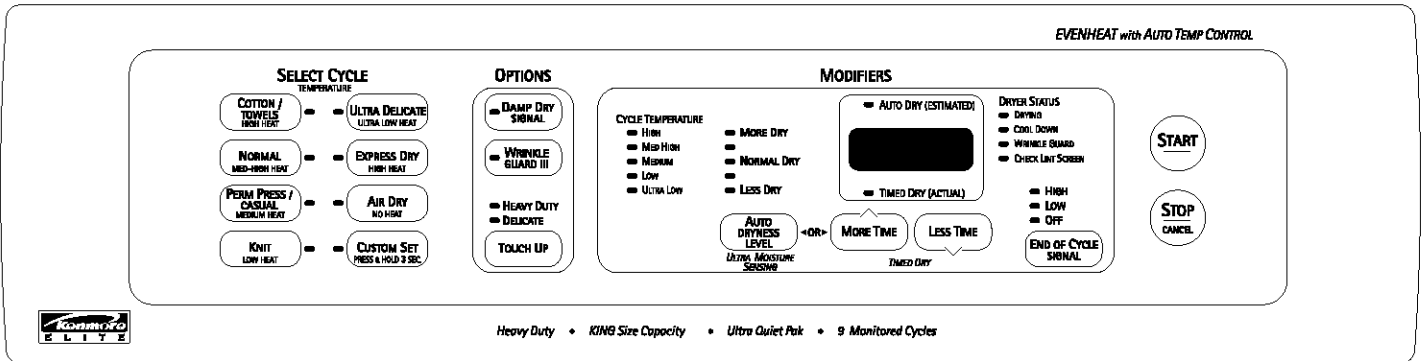 EVENHEAT with AUTO TEMP CONTROL
SELECT CYCLE
TEMPERATURE
COTTON /
TOWELS
HIGH HEAT
ULTRA DELICATE
ULTRA LOW HEAT
NORMAL
MED-HIGH HEAT
EXPRESS DRY
HIGH HEAT
PERM PRESS /
CASUAL
MEDIUM HEAT
AIR DRY
NO HEAT
KNIT
LOW HEAT
CUSTOM SET
PRESS & HOLD 3 SEC.
OPTIONS
DAMP DRY
SIGNAL
WRINKLE
GUARD III
HEAVY DUTY
DELICATE
TOUCH UP
MODIFIERS
CYCLE TEMPERATURE
HIGH
MED HIGH
MEDIUM
LOW
ULTRA LOW
MORE DRY
NORMAL DRY
LESS DRY
AUTO
DRYNESS
LEVEL
ULTRA MOISTURE
SENSING
OR
AUTO DRY (ESTIMATED)
TIMED DRY (ACTUAL)
MORE TIME
LESS TIME
TIMED DRY
DRYER STATUS
DRYING
COOL DOWN
WRINKLE GUARD
CHECK LINT SCREEN
HIGH
LOW
OFF
END OF CYCLE
SIGNAL
START
STOP
CANCEL
Kenmore
ELITE
Heavy Duty • KING Size Capacity • Ultra Quiet Pak • 9 Monitored Cycles